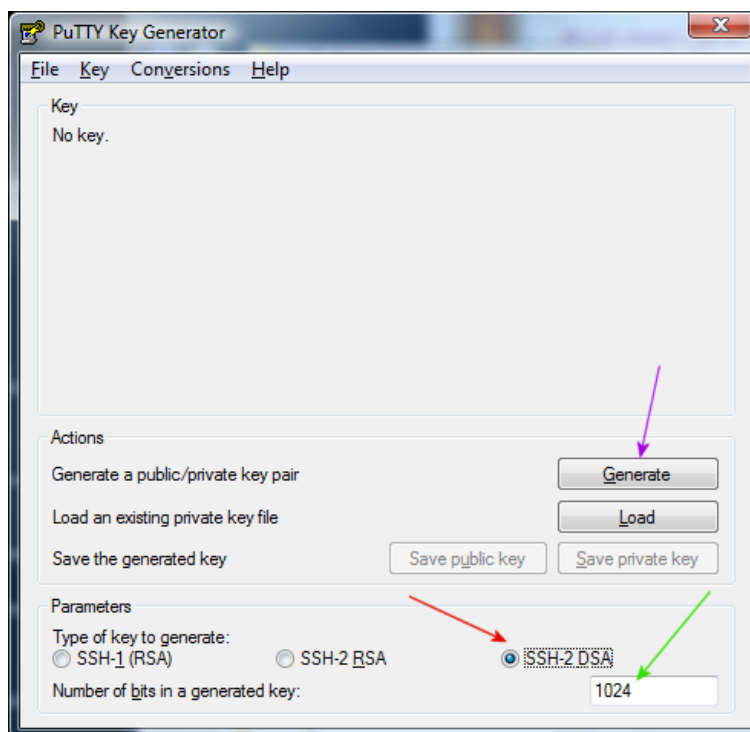 PuTTY Key Generator
File Key Conversions Help
Key
No key.
Actions
Generate a public/private key pair Generate
Load an existing private key file Load
Save the generated key Save public key Save private key
Parameters
Type of key to generate:
SSH-1 (RSA) SSH-2 RSA SSH-2 DSA
Number of bits in a generated key: 1024